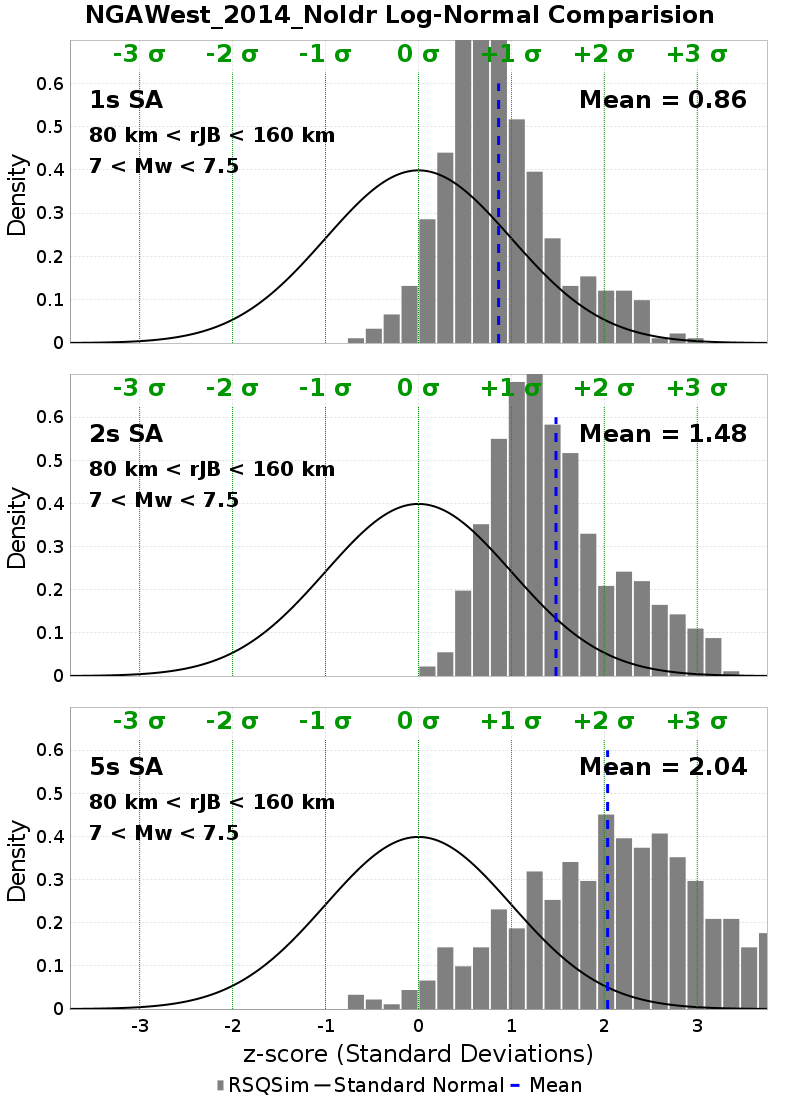 NGAWest_2014_NoIdr Log-Normal Comparision
-3 σ -2 σ -1 σ 0 σ +1 σ +2 σ +3 σ
1s SA Mean = 0.86
80 km < rJB < 160 km
7 < Mw < 7.5
0.6
0.5
0.4
0.3
0.2
0.1
0
Density
-3 σ -2 σ -1 σ 0 σ +1 σ +2 σ +3 σ
2s SA Mean = 1.48
80 km < rJB < 160 km
7 < Mw < 7.5
0.6
0.5
0.4
0.3
0.2
0.1
0
Density
-3 σ -2 σ -1 σ 0 σ +1 σ +2 σ +3 σ
5s SA Mean = 2.04
80 km < rJB < 160 km
7 < Mw < 7.5
0.6
0.5
0.4
0.3
0.2
0.1
0
Density
-3 -2 -1 0 1 2 3
z-score (Standard Deviations)
RSQSim Standard Normal Mean